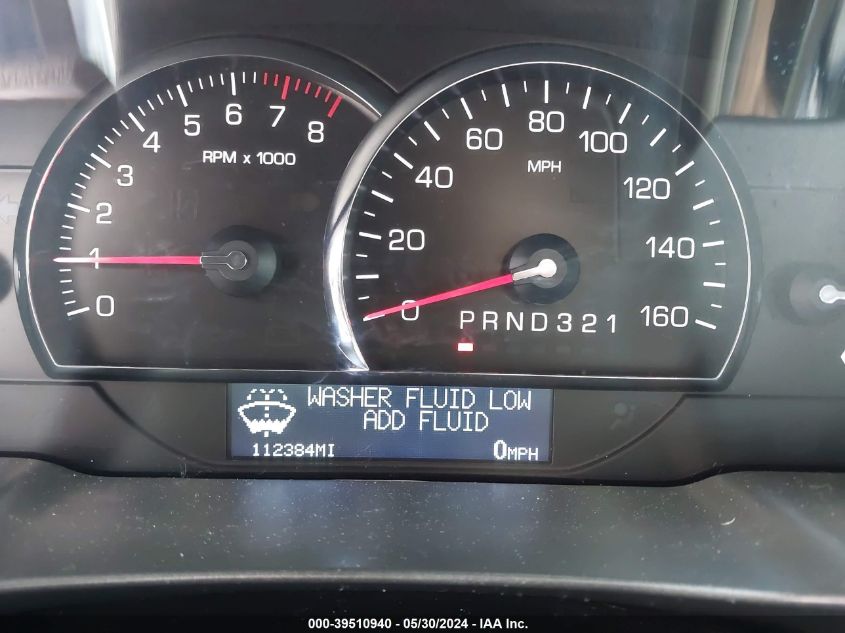 0 1 2 3 4 5 6 7 8
RPM x 1000
0 20 40 60 80 100 120 140 160
MPH
PRND321
WASHER FLUID LOW
ADD FLUID
112384MI
0MPH
000-39510940 - 05/30/2024 - IAA Inc.